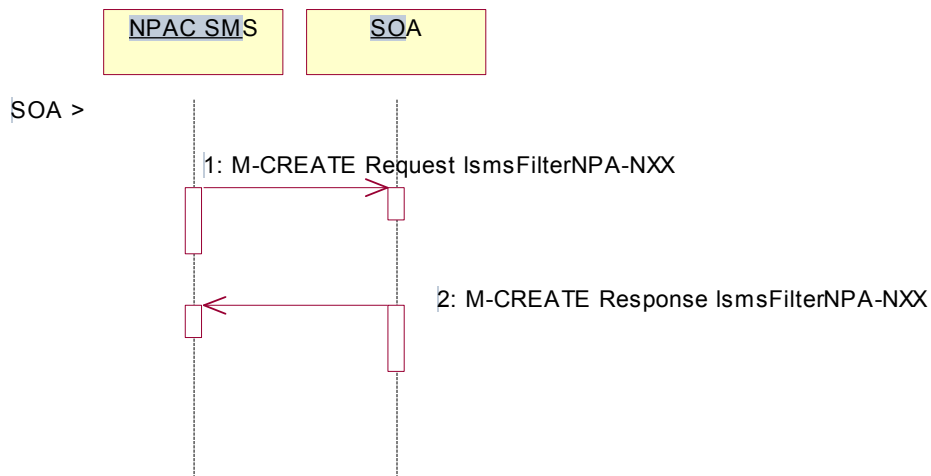 NPAC SMS
SOA
SOA >
1: M-CREATE Request lsmsFilterNPA-NXX
2: M-CREATE Response lsmsFilterNPA-NXX